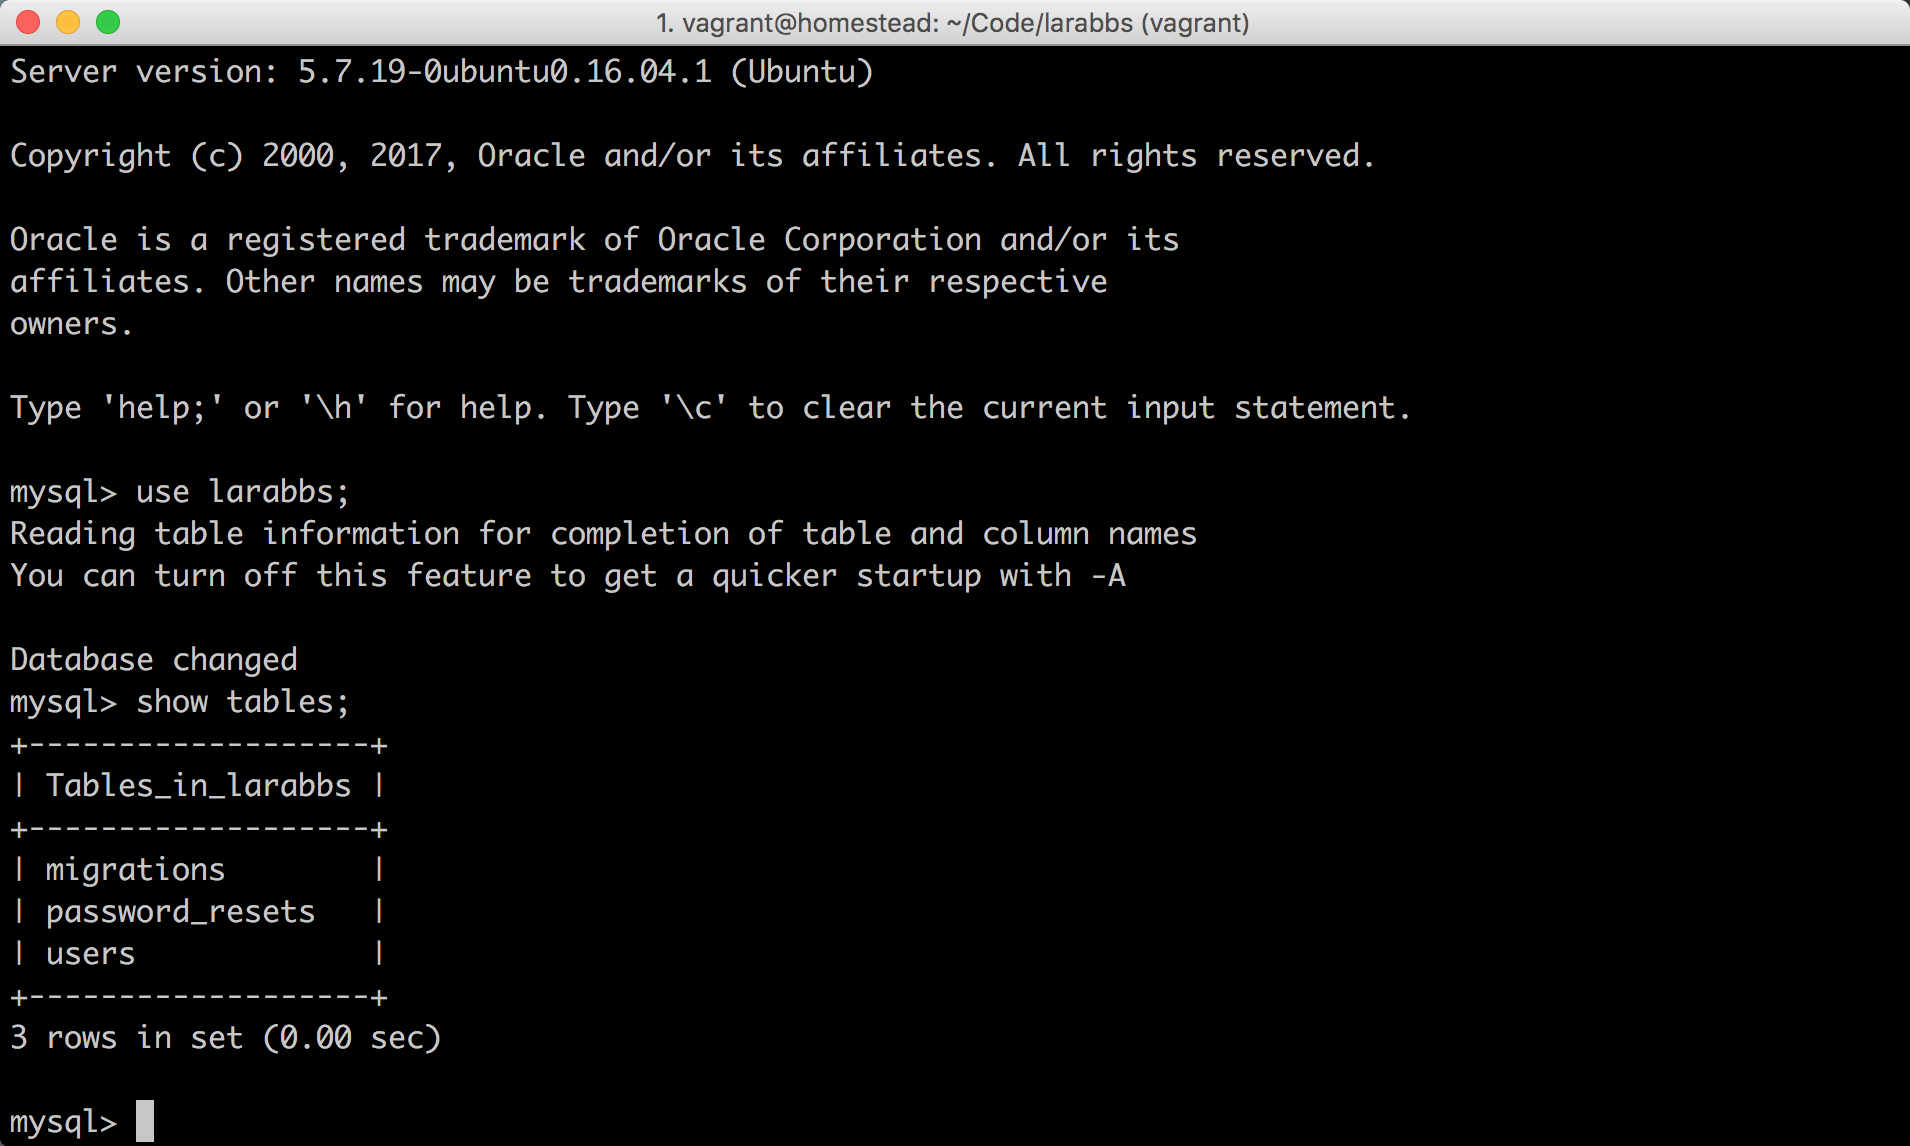 1. vagrant@homestead: ~/Code/larabbs (vagrant)
Server version: 5.7.19-0ubuntu0.16.04.1 (Ubuntu)
Copyright (c) 2000, 2017, Oracle and/or its affiliates. All rights reserved.
Oracle is a registered trademark of Oracle Corporation and/or its
affiliates. Other names may be trademarks of their respective
owners.
Type 'help;' or '\h' for help. Type '\c' to clear the current input statement.
mysql> use larabbs;
Reading table information for completion of table and column names
You can turn off this feature to get a quicker startup with -A
Database changed
mysql> show tables;
+-------------------+
| Tables_in_larabbs |
+-------------------+
| migrations        |
| password_resets   |
| users             |
+-------------------+
3 rows in set (0.00 sec)
mysql>